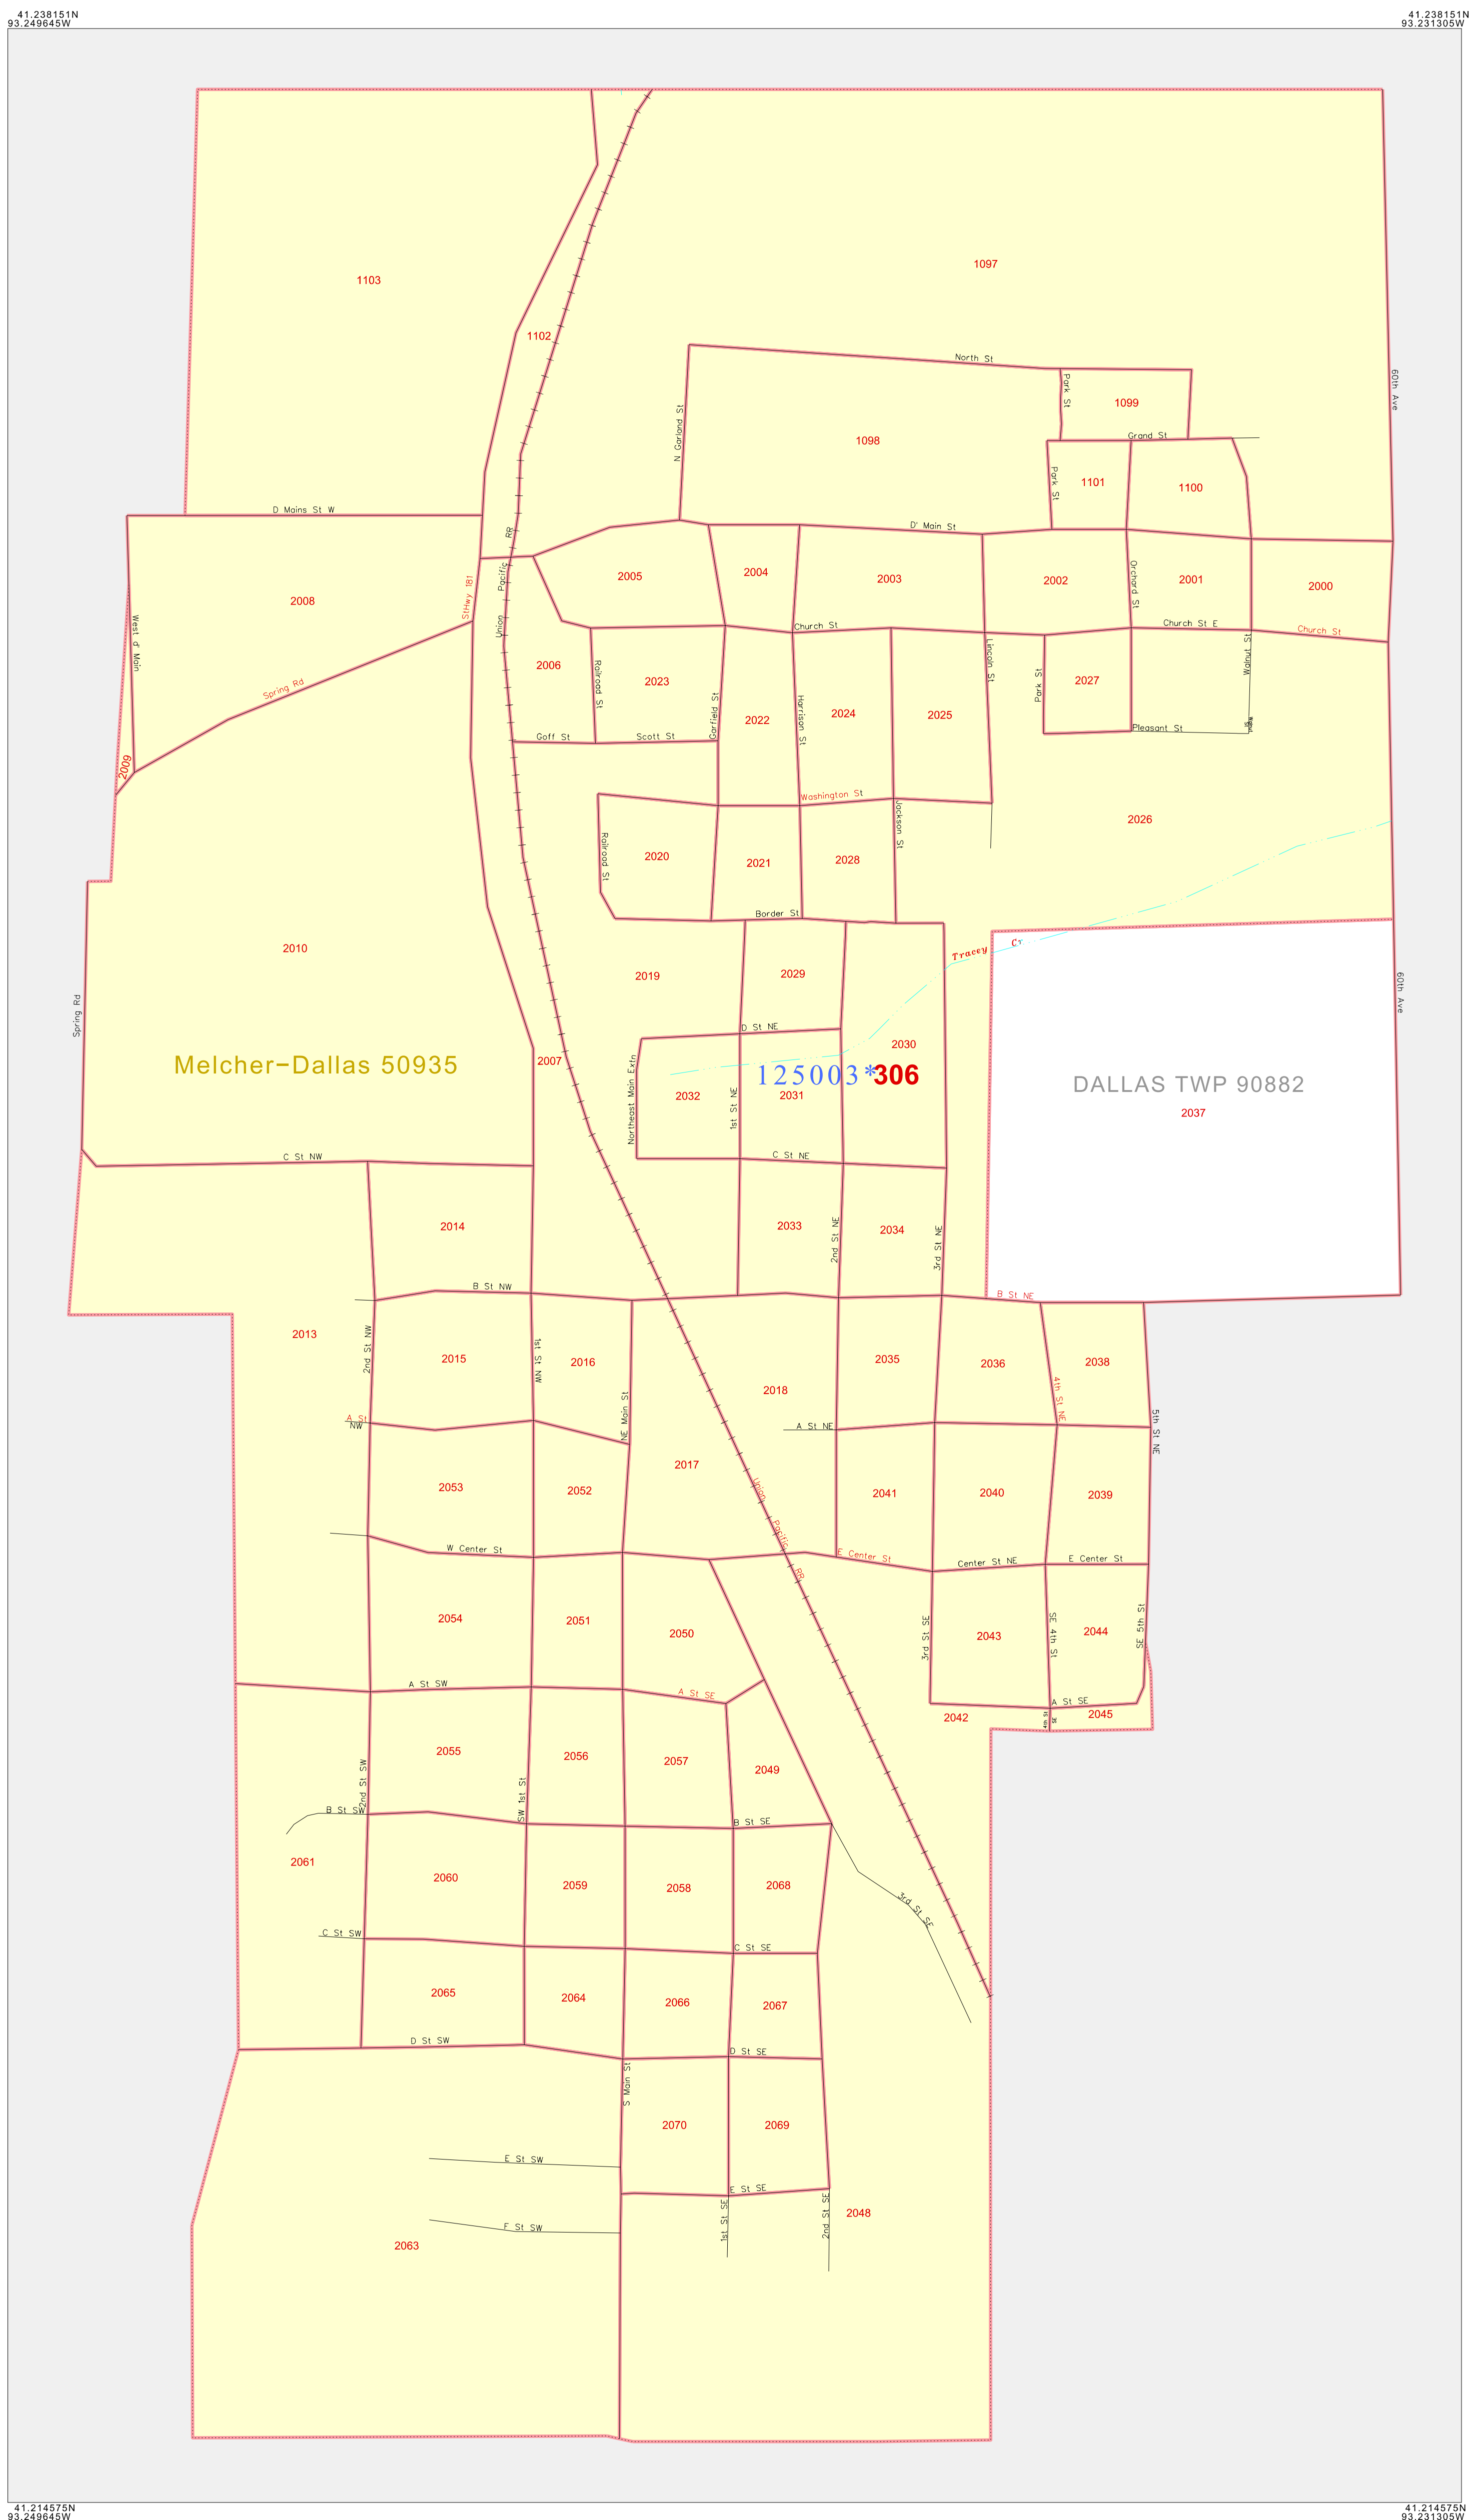 41.238151N
93.249645W
41.238151N
93.231305W
1103
1097
1102
North St
Park St
1099
60th Ave
N Garland St
1098
Grand St
Park St
1101
1100
D Mains St W
D' Main St
RR
Pacific
Union
2005
2004
2003
2002
Orchard St
2001
2000
StHwy 181
2008
West d' Main
Church St
Church St E
Church St
2006
Railroad St
2023
Garfield St
2022
Harrison St
2024
2025
Lincoln St
Park St
2027
Walnut St
Spring Rd
Goff St
Scott St
Pleasant St
2009
Washington St
2026
Railroad St
2020
2021
2028
Jackson St
Border St
2010
2019
2029
Tracey Cr
60th Ave
Spring Rd
D St NE
2030
2007
Melcher-Dallas 50935
Northeast Main Extn
125003*
306
DALLAS TWP 90882
2032
1st St NE
2031
2037
C St NW
C St NE
2014
2033
2nd St NE
2034
3rd St NE
B St NW
B St NE
2013
2nd St NW
2015
1st St NW
2016
2018
2035
2036
2038
4th St NE
NE Main St
A St
NW
A St NE
5th St NE
2017
2053
2052
Union Pacific RR
2041
2040
2039
W Center St
E Center St
Center St NE
E Center St
2054
2051
2050
3rd St SE
2043
SE 4th St
2044
SE 5th St
A St SW
A St SE
A St SE
2042
2045
2055
2nd St SW
2056
SW 1st St
2057
2049
B St SW
B St SE
2061
2060
2059
2058
2068
3rd St SE
C St SW
C St SE
2065
2064
2066
2067
D St SW
D St SE
S Main St
2070
2069
E St SW
E St SE
1st St SE
2nd St SE
2048
F St SW
2063
41.214575N
93.249645W
41.214575N
93.231305W